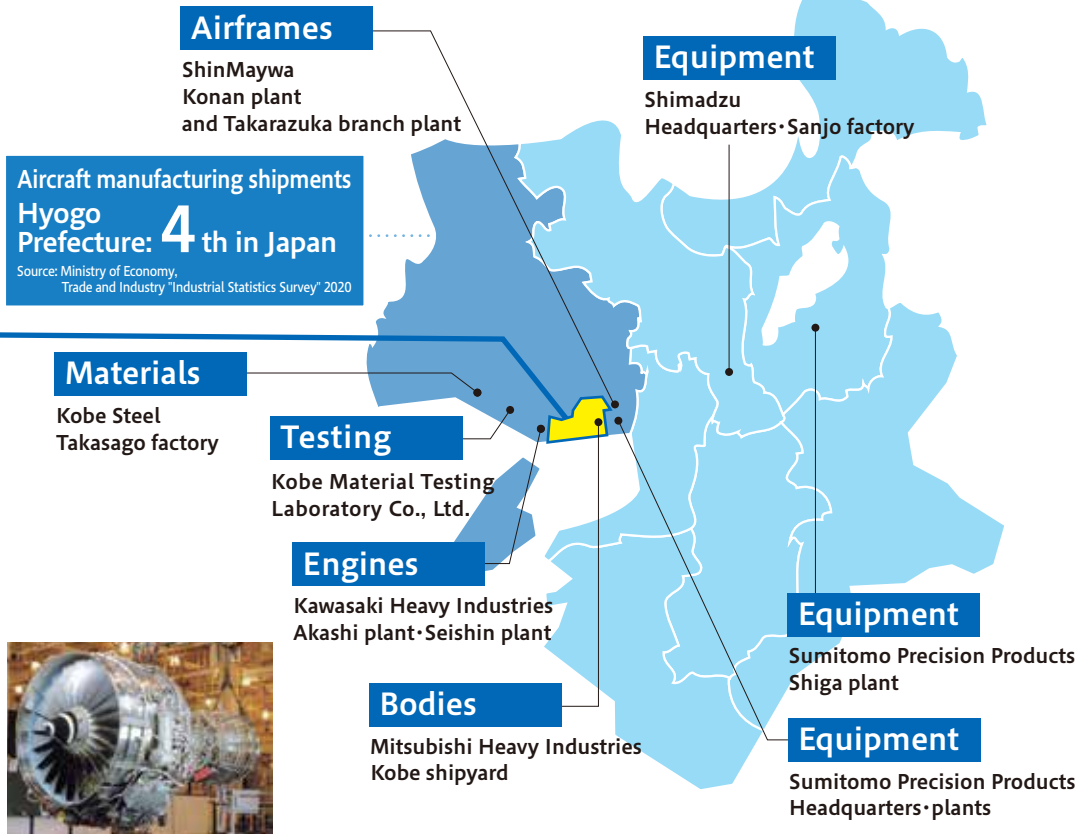 Airframes
ShinMaywa
Konan plant
and Takarazuka branch plant
Equipment
Shimadzu
Headquarters・Sanjo factory
Aircraft manufacturing shipments
Hyogo
Prefecture: 4 th in Japan
Source: Ministry of Economy,
Trade and Industry "Industrial Statistics Survey" 2020
Materials
Kobe Steel
Takasago factory
Testing
Kobe Material Testing
Laboratory Co., Ltd.
Engines
Kawasaki Heavy Industries
Akashi plant・Seishin plant
Bodies
Mitsubishi Heavy Industries
Kobe shipyard
Equipment
Sumitomo Precision Products
Shiga plant
Equipment
Sumitomo Precision Products
Headquarters・plants